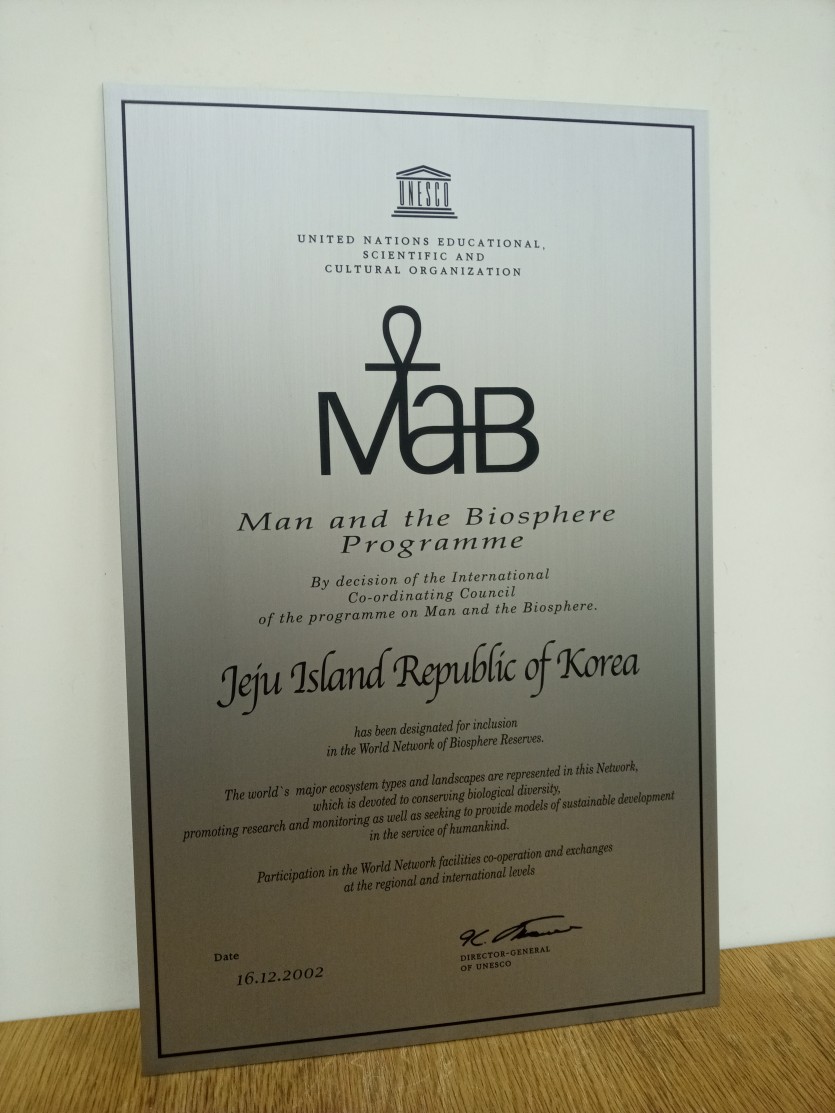 UNESCO
UNITED NATIONS EDUCATIONAL,
SCIENTIFIC AND
CULTURAL ORGANIZATION
MaB
Man and the Biosphere
Programme
By decision of the International
Co-ordinating Council
of the programme on Man and the Biosphere.
Jeju Island Republic of Korea
has been designated for inclusion
in the World Network of Biosphere Reserves.
The world`s major ecosystem types and landscapes are represented in this Network,
which is devoted to conserving biological diversity,
promoting research and monitoring as well as seeking to provide models of sustainable development
in the service of humankind.
Participation in the World Network facilities co-operation and exchanges
at the regional and international levels
Date
16.12.2002
DIRECTOR-GENERAL
OF UNESCO